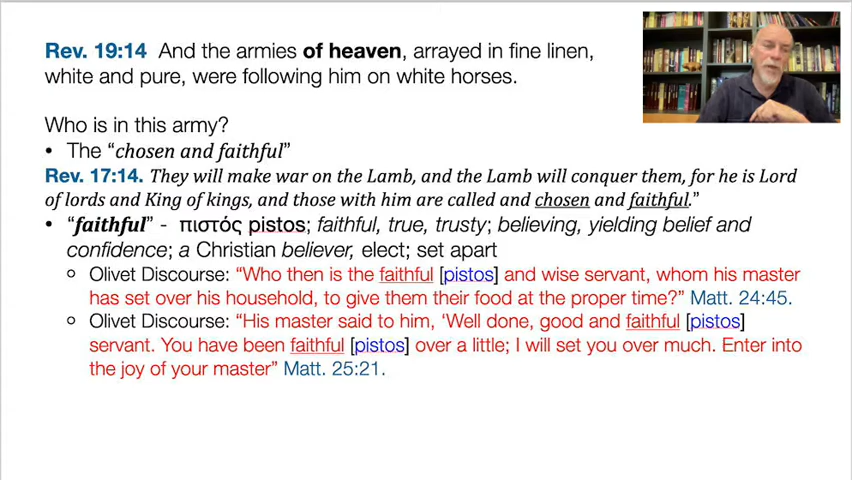 Rev. 19:14 And the armies of heaven, arrayed in fine linen,
white and pure, were following him on white horses.
Who is in this army?
• The “chosen and faithful”
Rev. 17:14. They will make war on the Lamb, and the Lamb will conquer them, for he is Lord
of lords and King of kings, and those with him are called and chosen and faithful.”
• “faithful” - πιστός pistos; faithful, true, trusty; believing, yielding belief and
confidence; a Christian believer, elect; set apart
○ Olivet Discourse: “Who then is the faithful [pistos] and wise servant, whom his master
has set over his household, to give them their food at the proper time?” Matt. 24:45.
○ Olivet Discourse: “His master said to him, ‘Well done, good and faithful [pistos]
servant. You have been faithful [pistos] over a little; I will set you over much. Enter into
the joy of your master” Matt. 25:21.